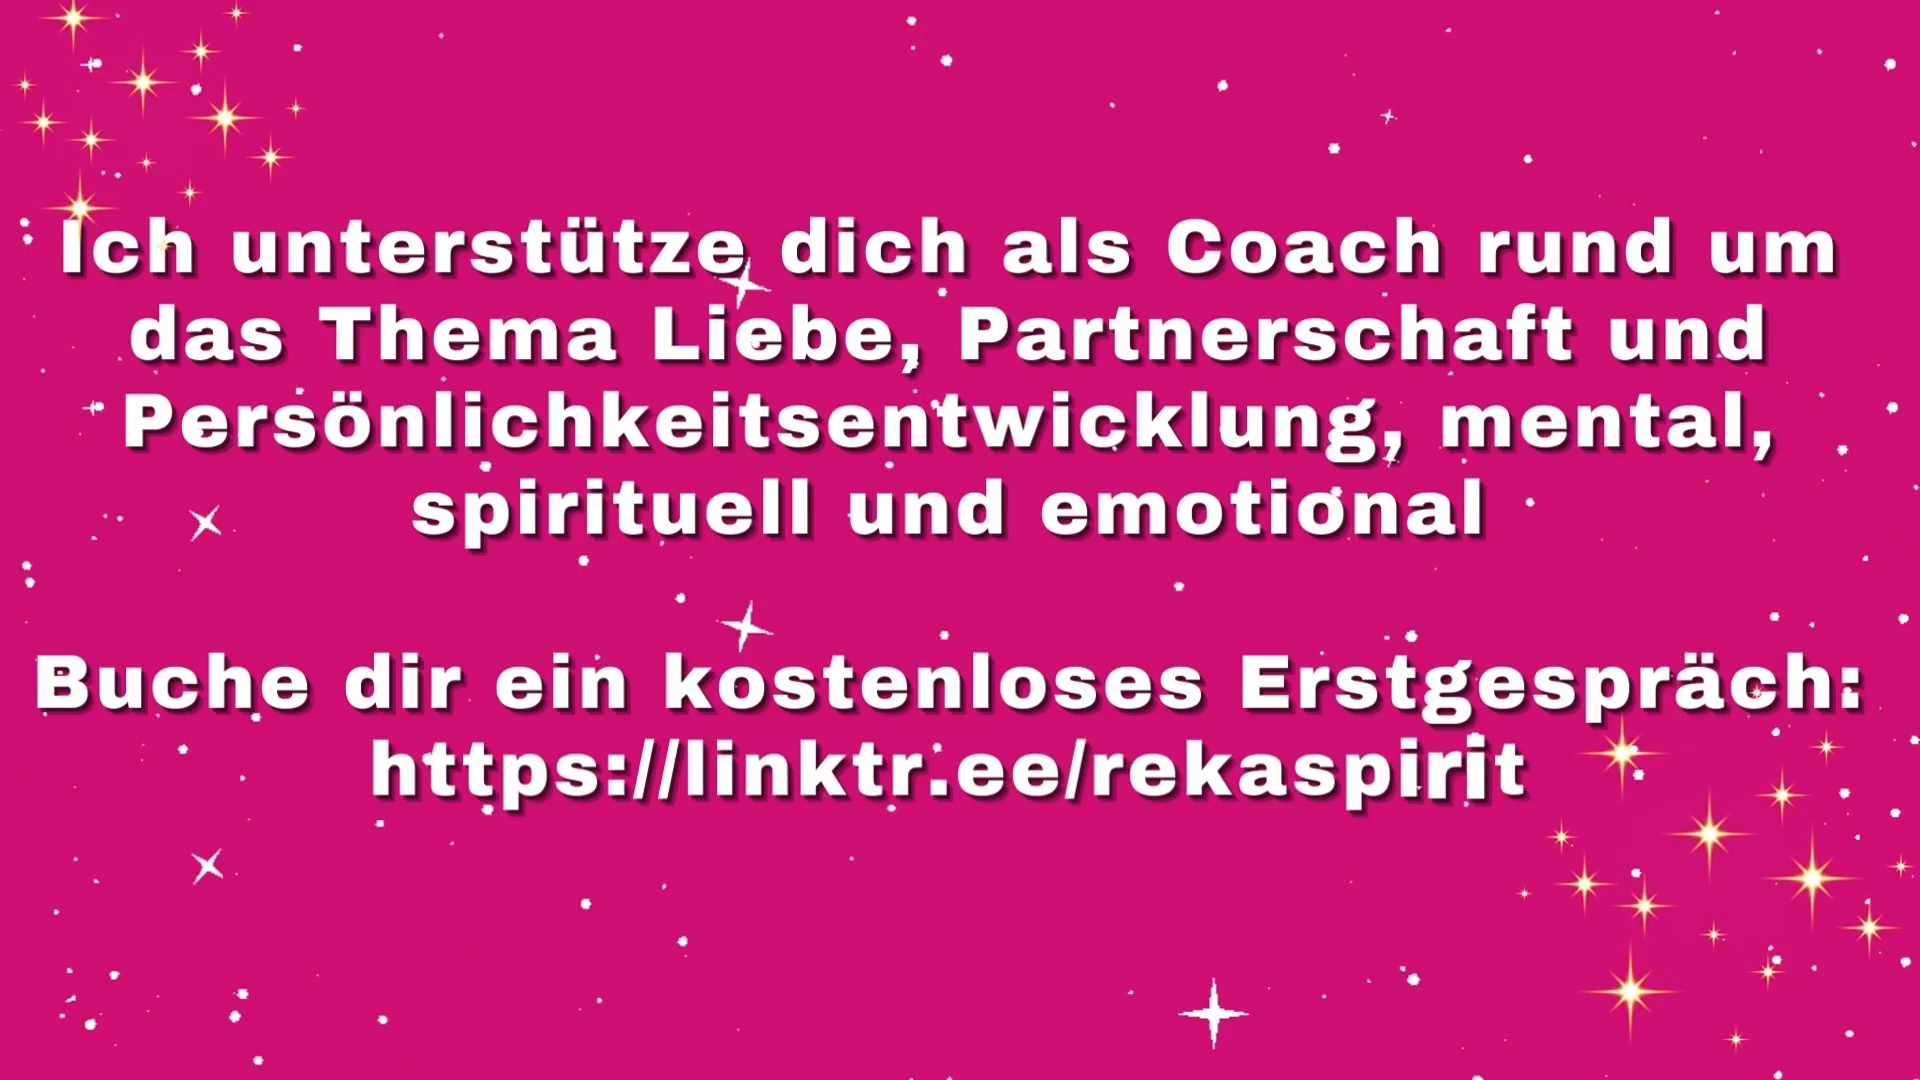 Ich unterstütze dich als Coach rund um
das Thema Liebe, Partnerschaft und
Persönlichkeitsentwicklung, mental,
spirituell und emotional
Buche dir ein kostenloses Erstgespräch:
https://linktr.ee/rekaspirit